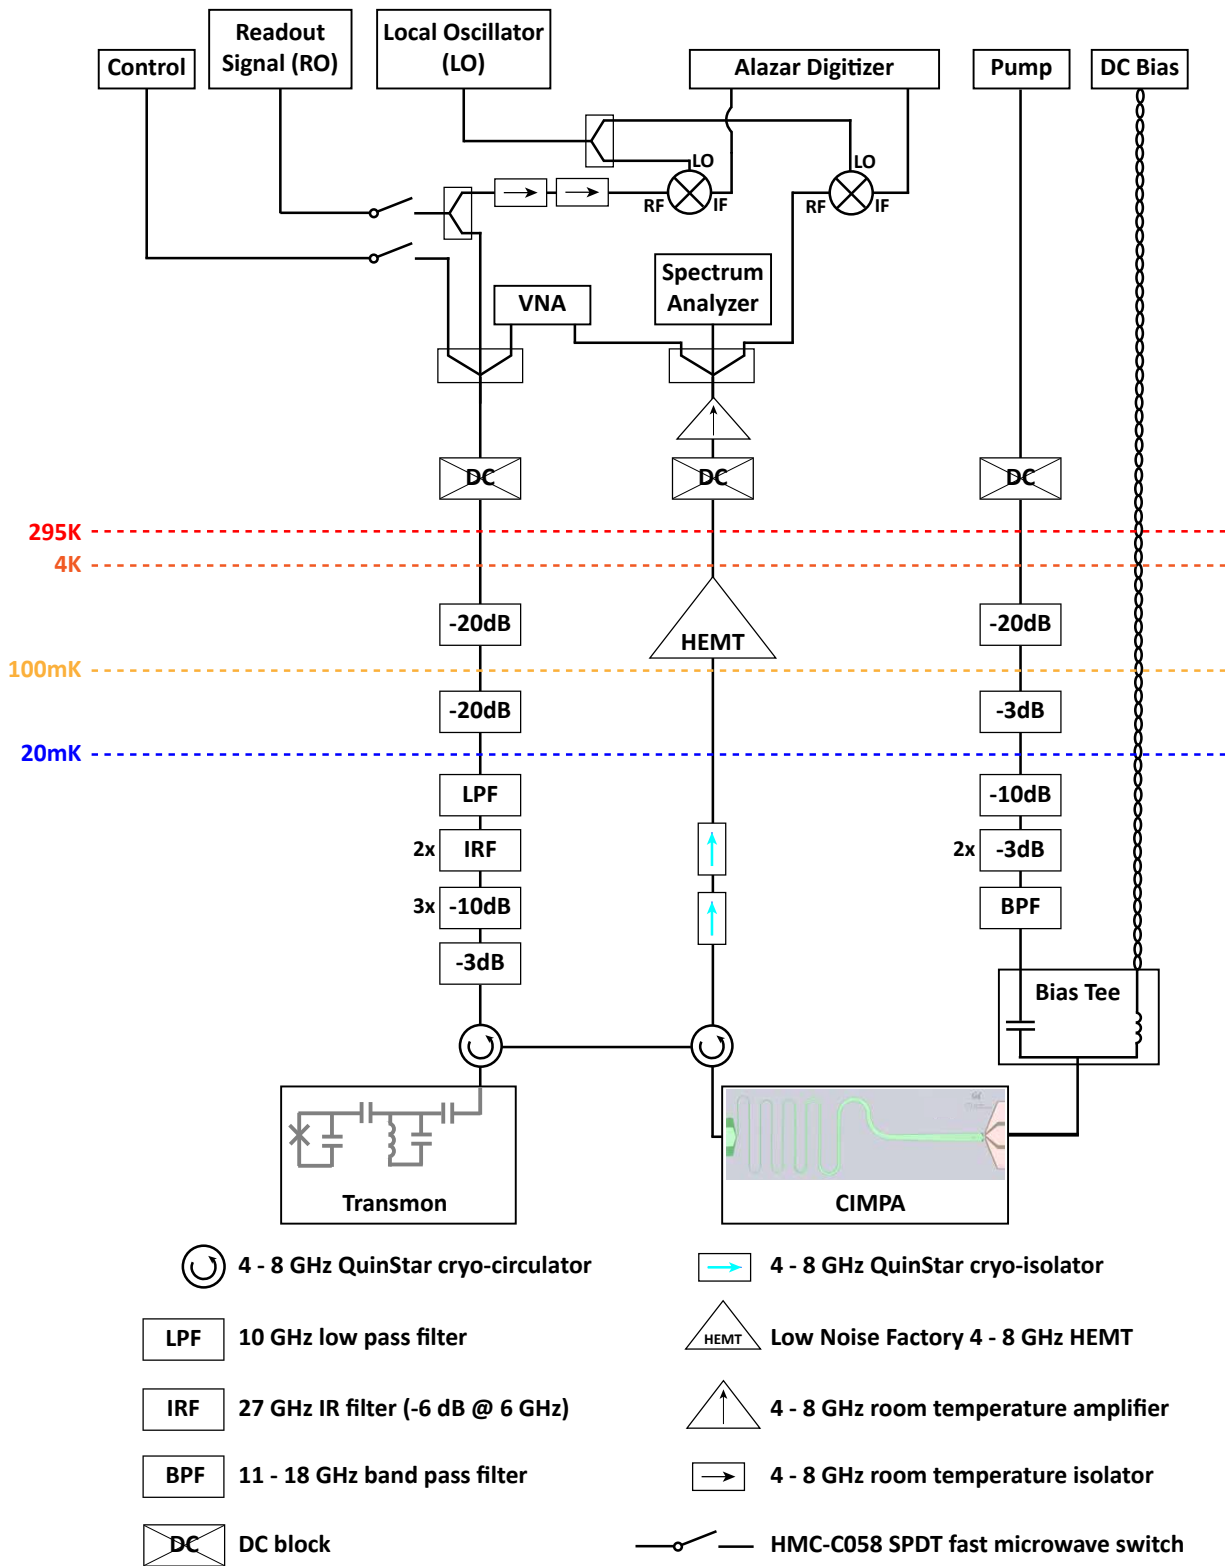 Control
Readout
Signal (RO)
Local Oscillator
(LO)
Alazar Digitizer
Pump
DC Bias
LO
RF
IF
LO
RF
IF
VNA
Spectrum
Analyzer
DC
DC
DC
295K
4K
-20dB
HEMT
-20dB
100mK
-20dB
-3dB
20mK
LPF
-10dB
2x
IRF
2x
-3dB
3x
-10dB
BPF
-3dB
Bias Tee
Transmon
CIMPA
4 - 8 GHz QuinStar cryo-circulator
4 - 8 GHz QuinStar cryo-isolator
LPF
10 GHz low pass filter
HEMT
Low Noise Factory 4 - 8 GHz HEMT
IRF
27 GHz IR filter (-6 dB @ 6 GHz)
4 - 8 GHz room temperature amplifier
BPF
11 - 18 GHz band pass filter
4 - 8 GHz room temperature isolator
DC
DC block
HMC-C058 SPDT fast microwave switch